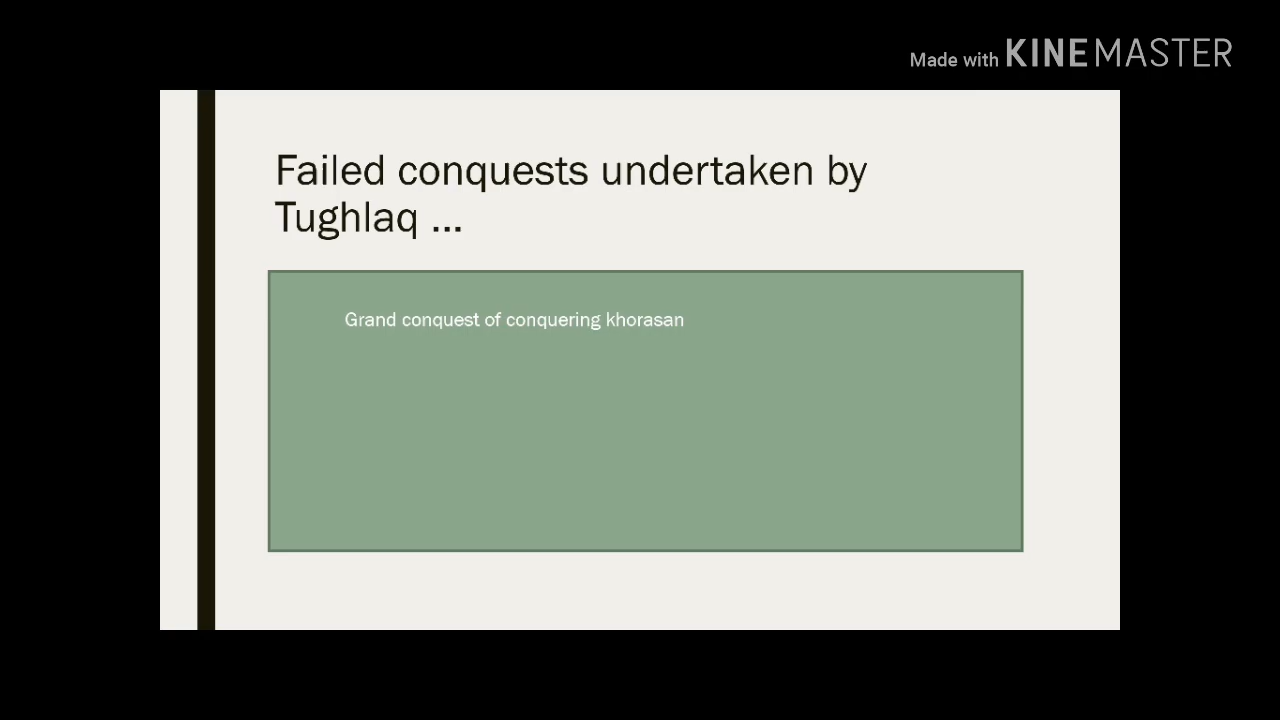 Made with KINEMASTER
Failed conquests undertaken by
Tughlaq ...
Grand conquest of conquering khorasan